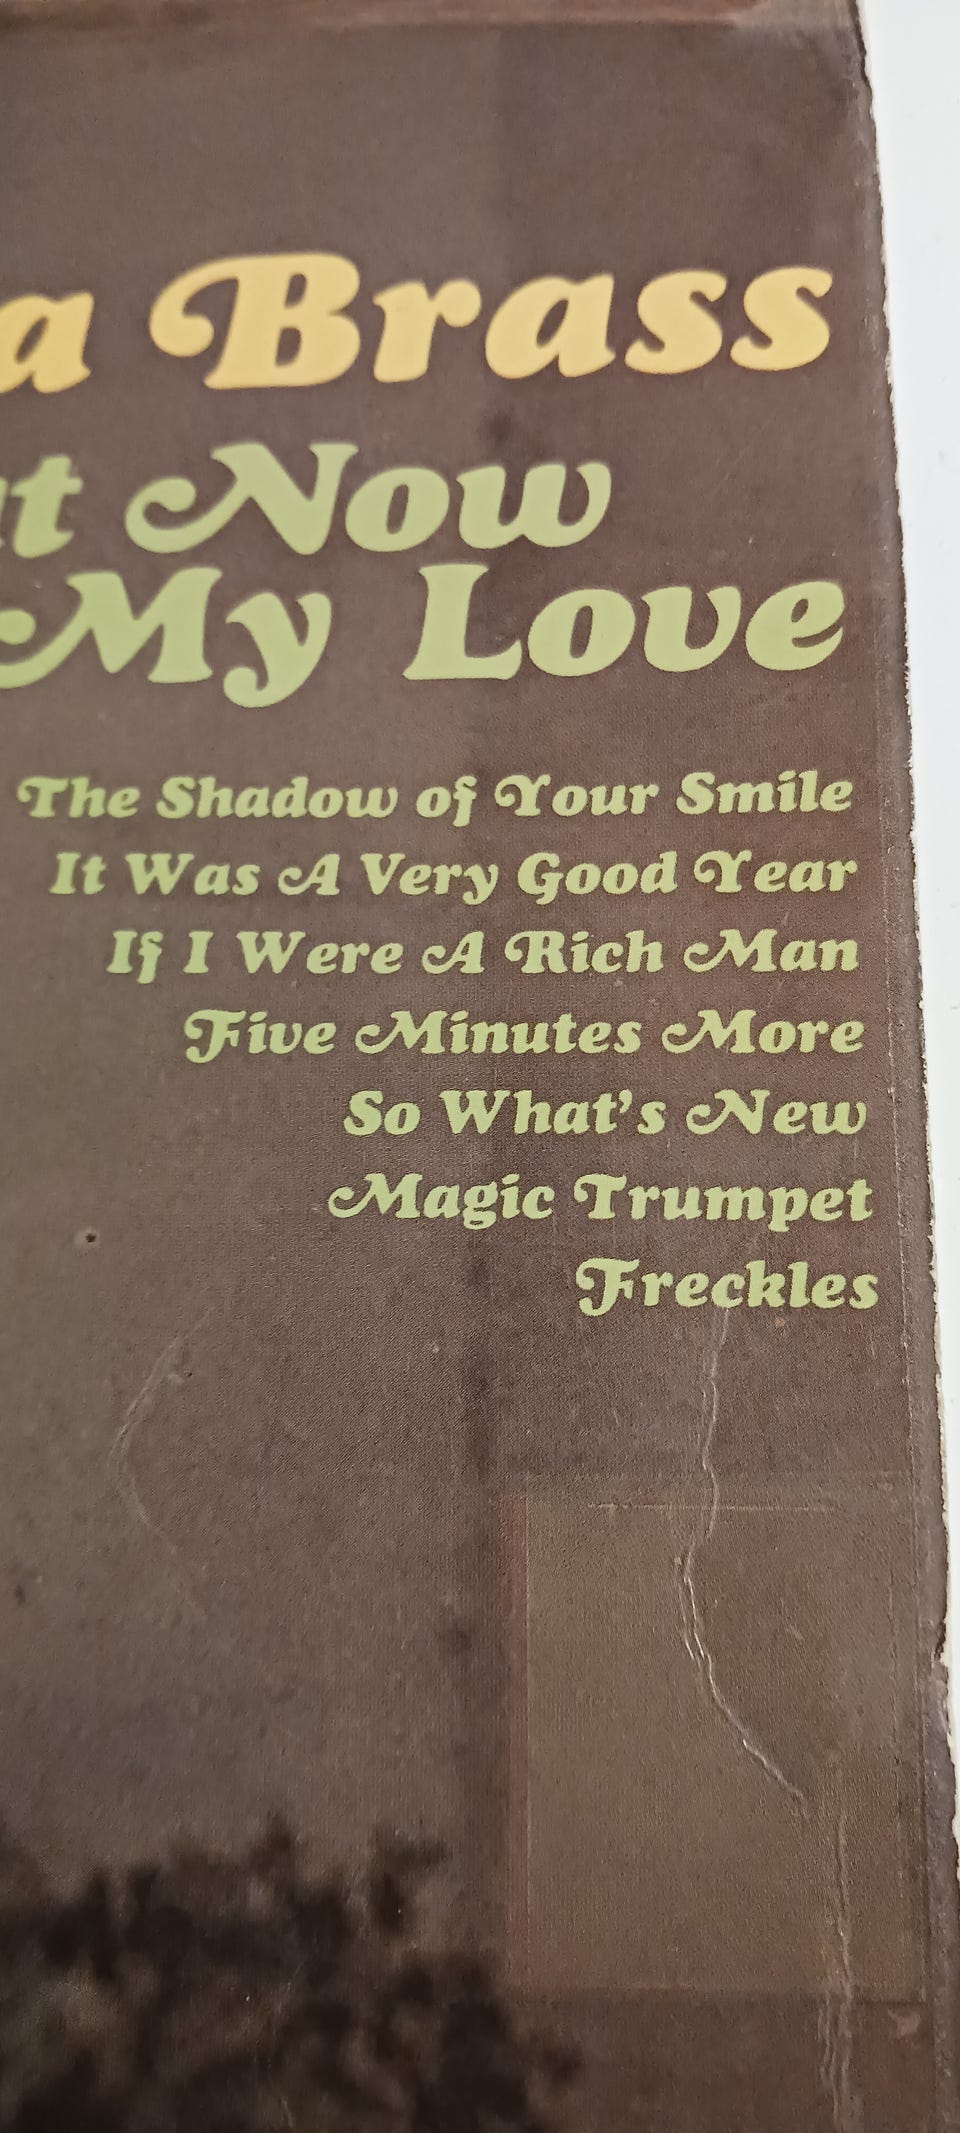 a Brass
t Now
My Love
The Shadow of Your Smile
It Was A Very Good Year
If I Were A Rich Man
Five Minutes More
So What's New
Magic Trumpet
Freckles